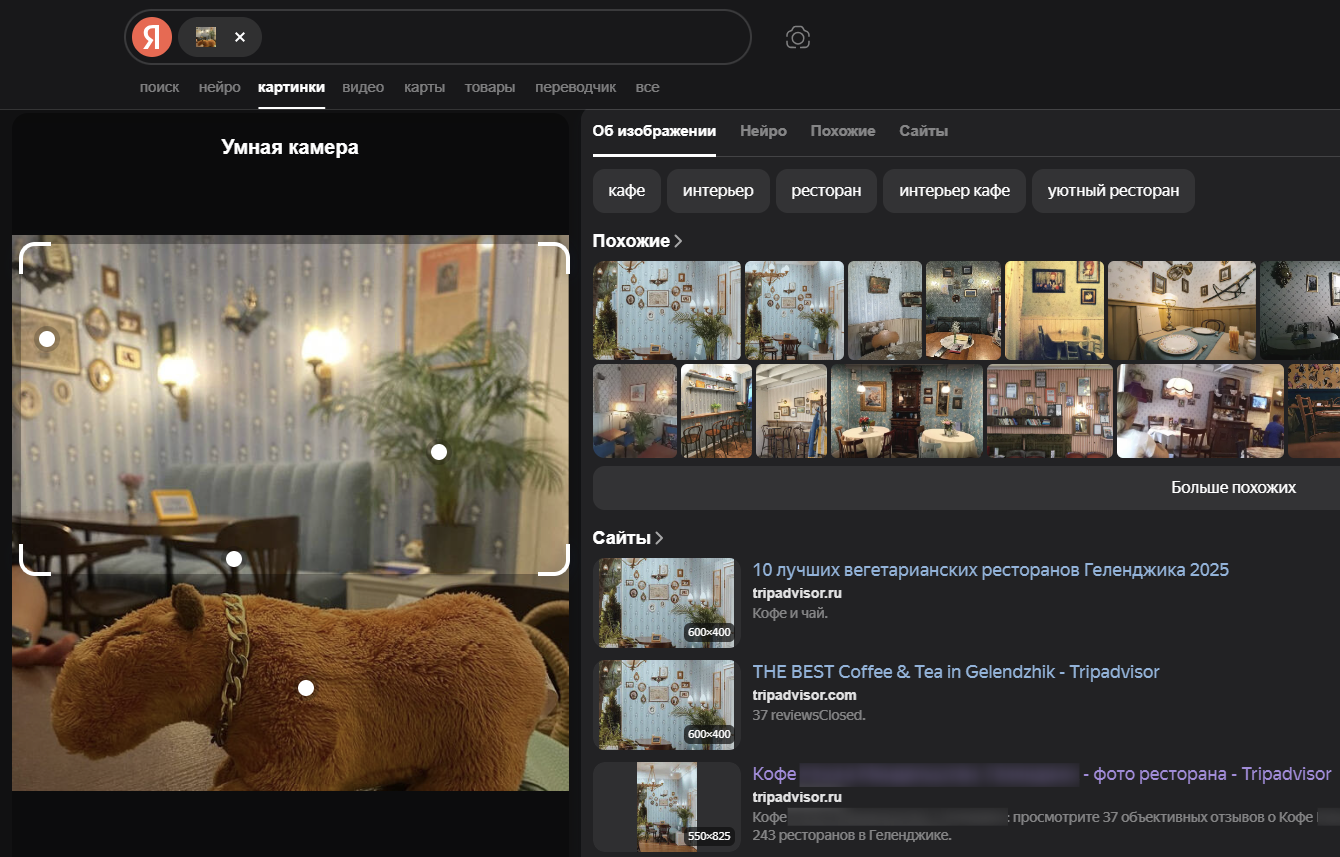 Я
поиск нейро картинки видео карты товары переводчик все
Умная камера
Об изображении Нейро Похожие Сайты
кафе интерьер ресторан интерьер кафе уютный ресторан
Похожие
Больше похожих
Сайты
10 лучших вегетарианских ресторанов Геленджика 2025
tripadvisor.ru
Кофе и чай.
600×400
THE BEST Coffee & Tea in Gelendzhik - Tripadvisor
tripadvisor.com
37 reviewsClosed.
600×400
Кофе - фото ресторана - Tripadvisor
tripadvisor.ru
Кофе : просмотрите 37 объективных отзывов о Кофе
243 ресторанов в Геленджике.
550×825